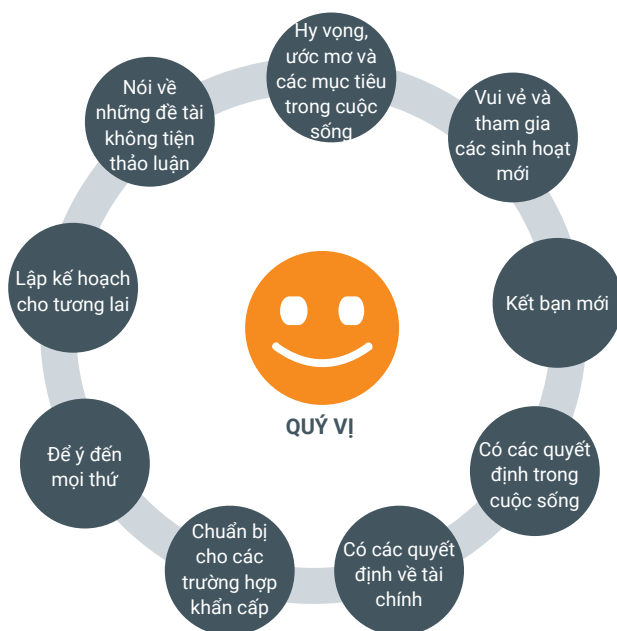 Hy vọng,
ước mơ và
các mục tiêu
trong cuộc
sống
Vui vẻ và
tham gia
các sinh hoạt
mới
Kết bạn mới
Có các quyết
định trong
cuộc sống
Có các quyết
định về tài
chính
Chuẩn bị
cho các
trường hợp
khẩn cấp
Để ý đến
mọi thứ
Lập kế hoạch
cho tương lai
Nói về
những đề tài
không tiện
thảo luận
QUÝ VỊ